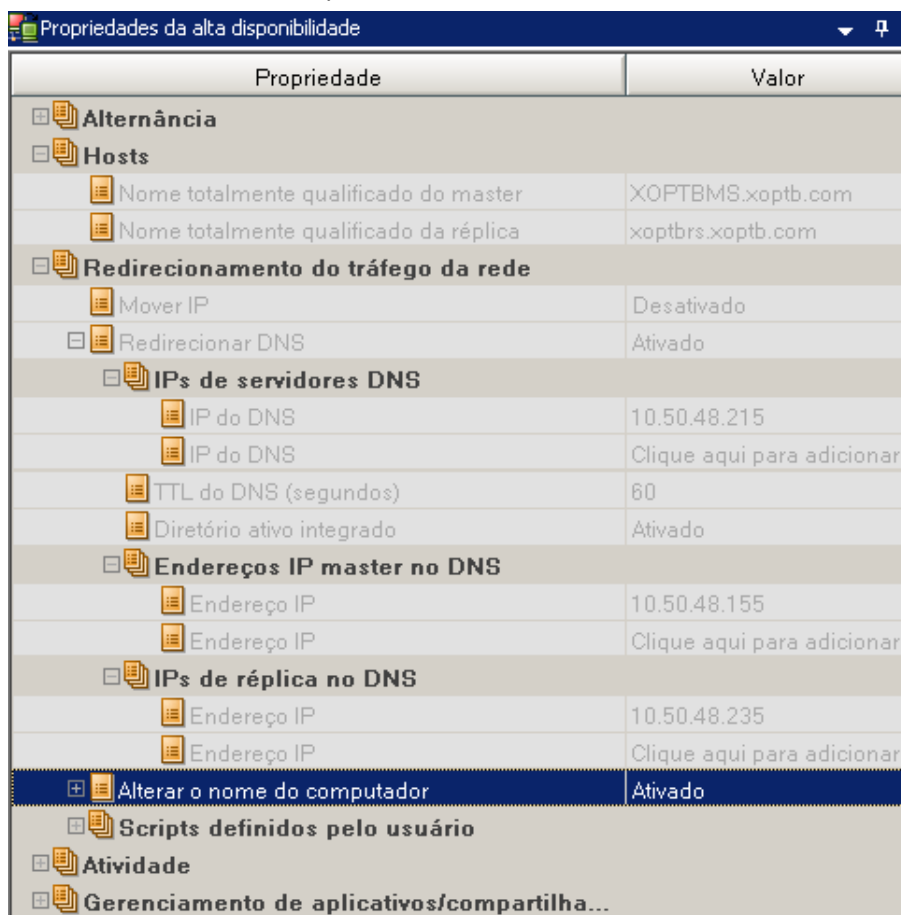 Propriedades da alta disponibilidade
Propriedade Valor
Alternância
Hosts
Nome totalmente qualificado do master XOPTBMS.xoptb.com
Nome totalmente qualificado da réplica xoptbrs.xoptb.com
Redirecionamento do tráfego da rede
Mover IP Desativado
Redirecionar DNS Ativado
IPs de servidores DNS
IP do DNS 10.50.48.215
IP do DNS Clique aqui para adicionar
TTL do DNS (segundos) 60
Diretório ativo integrado Ativado
Endereços IP master no DNS
Endereço IP 10.50.48.155
Endereço IP Clique aqui para adicionar
IPs de réplica no DNS
Endereço IP 10.50.48.235
Endereço IP Clique aqui para adicionar
Alterar o nome do computador Ativado
Scripts definidos pelo usuário
Atividade
Gerenciamento de aplicativos/compartilha...